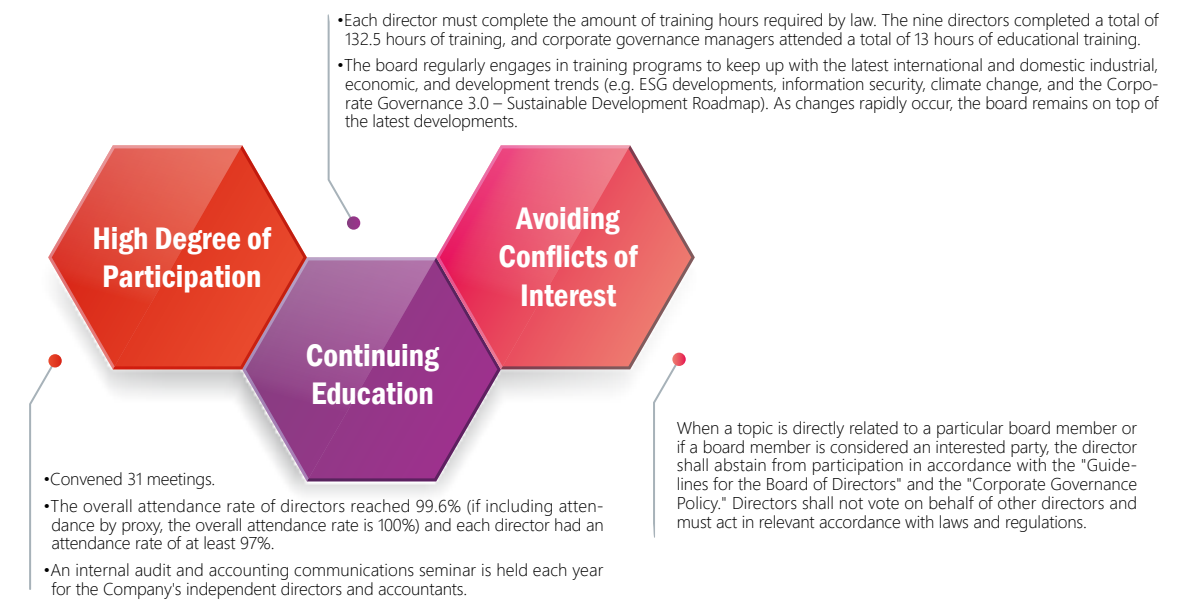 •Each director must complete the amount of training hours required by law. The nine directors completed a total of
132.5 hours of training, and corporate governance managers attended a total of 13 hours of educational training.
•The board regularly engages in training programs to keep up with the latest international and domestic industrial,
economic, and development trends (e.g. ESG developments, information security, climate change, and the Corpo-
rate Governance 3.0 – Sustainable Development Roadmap). As changes rapidly occur, the board remains on top of
the latest developments.
High Degree of
Participation
Continuing
Education
Avoiding
Conflicts of
Interest
•Convened 31 meetings.
•The overall attendance rate of directors reached 99.6% (if including atten-
dance by proxy, the overall attendance rate is 100%) and each director had an
attendance rate of at least 97%.
•An internal audit and accounting communications seminar is held each year
for the Company's independent directors and accountants.
When a topic is directly related to a particular board member or
if a board member is considered an interested party, the director
shall abstain from participation in accordance with the "Guide-
lines for the Board of Directors" and the "Corporate Governance
Policy." Directors shall not vote on behalf of other directors and
must act in relevant accordance with laws and regulations.